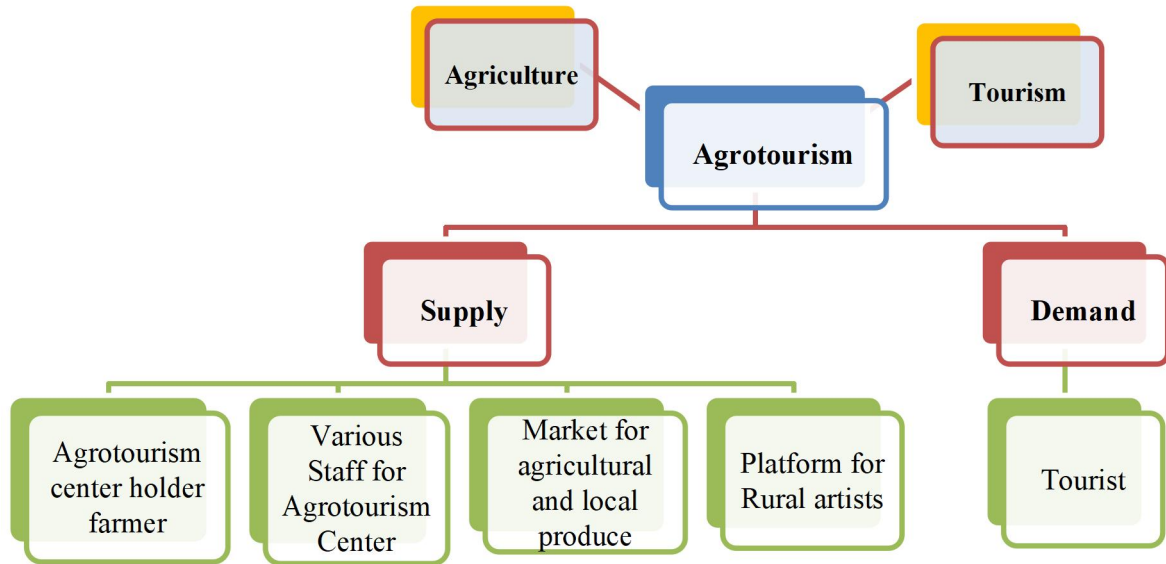 Agriculture
Tourism
Agrotourism
Supply
Demand
Agrotourism
center holder
farmer
Various
Staff for
Agrotourism
Center
Market for
agricultural
and local
produce
Platform for
Rural artists
Tourist